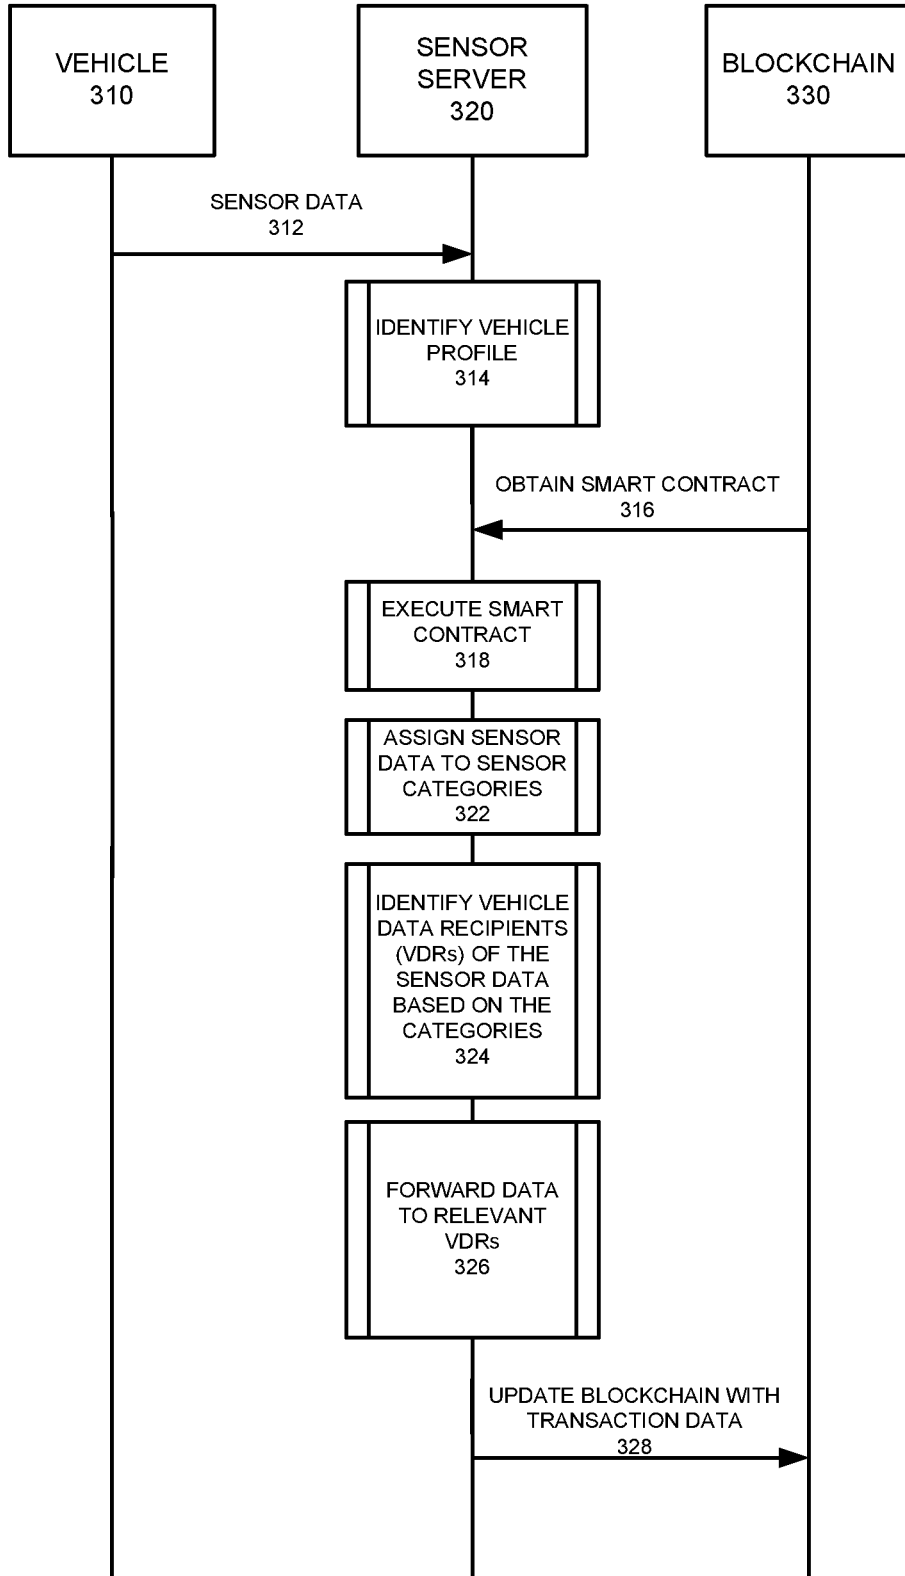 VEHICLE
310
SENSOR
SERVER
320
BLOCKCHAIN
330
SENSOR DATA
312
IDENTIFY VEHICLE
PROFILE
314
OBTAIN SMART CONTRACT
316
EXECUTE SMART
CONTRACT
318
ASSIGN SENSOR
DATA TO SENSOR
CATEGORIES
322
IDENTIFY VEHICLE
DATA RECIPIENTS
(VDRs) OF THE
SENSOR DATA
BASED ON THE
CATEGORIES
324
FORWARD DATA
TO RELEVANT
VDRs
326
UPDATE BLOCKCHAIN WITH
TRANSACTION DATA
328